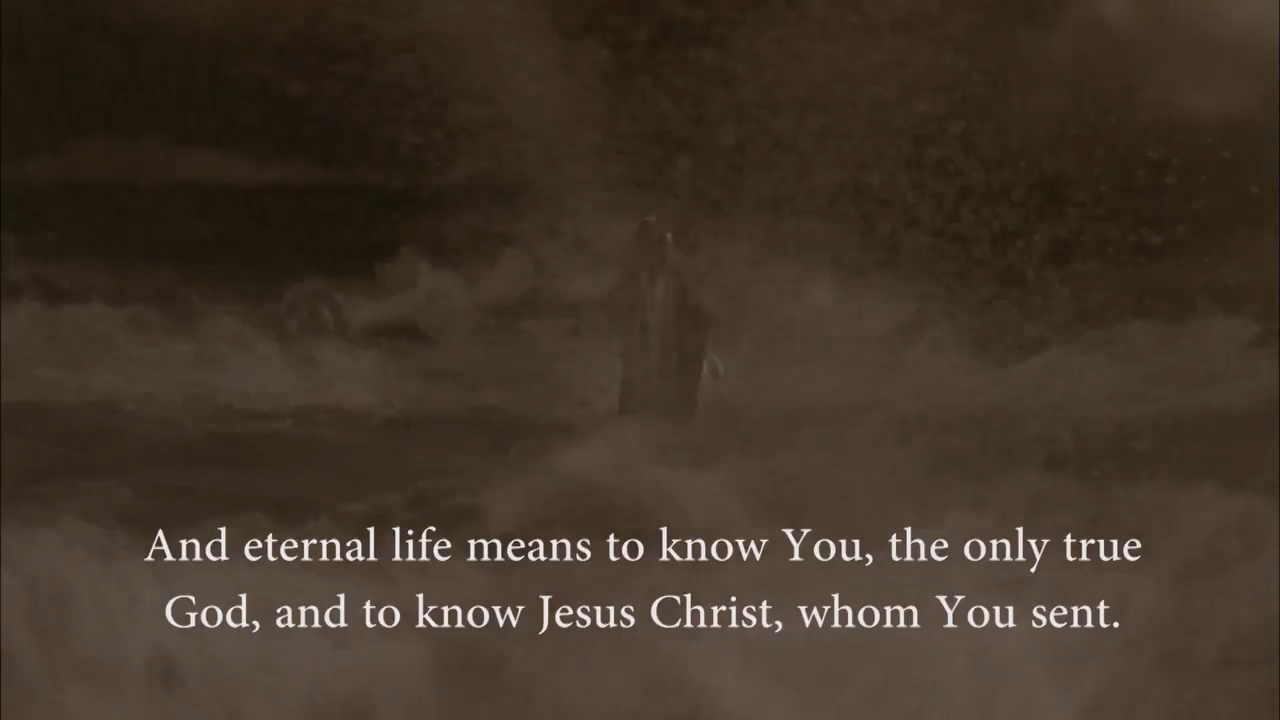 And eternal life means to know You, the only true
God, and to know Jesus Christ, whom You sent.